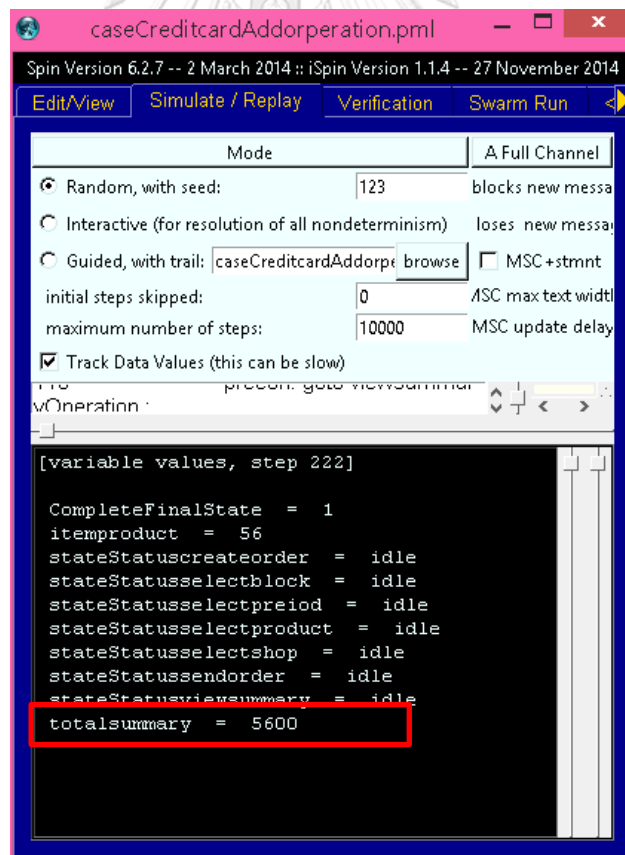 caseCreditcardAddorperation.pml
Spin Version 6.2.7 -- 2 March 2014 :: iSpin Version 1.1.4 -- 27 November 2014
Edit/View Simulate / Replay Verification Swarm Run <
Mode A Full Channel
Random, with seed: 123 blocks new messa
Interactive (for resolution of all nondeterminism) loses new messa
Guided, with trail: caseCreditcardAddorpe browse MSC+stmnt
initial steps skipped: 0 MSC max text widtl
maximum number of steps: 10000 MSC update delay
Track Data Values (this can be slow)
vOperation :
[variable values, step 222]
CompleteFinalState = 1
itemproduct = 56
stateStatuscreateorder = idle
stateStatusselectblock = idle
stateStatusselectpreiod = idle
stateStatusselectproduct = idle
stateStatusselectshop = idle
stateStatussendorder = idle
stateStatusviewsummary = idle
totalsummary = 5600